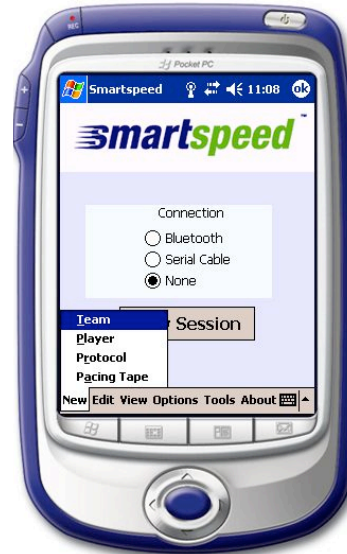 REC
Pocket PC
Smartspeed 11:08 ok
smartspeed
Connection
Bluetooth
Serial Cable
None
Session
Team
Player
Protocol
Pacing Tape
New Edit View Options Tools About